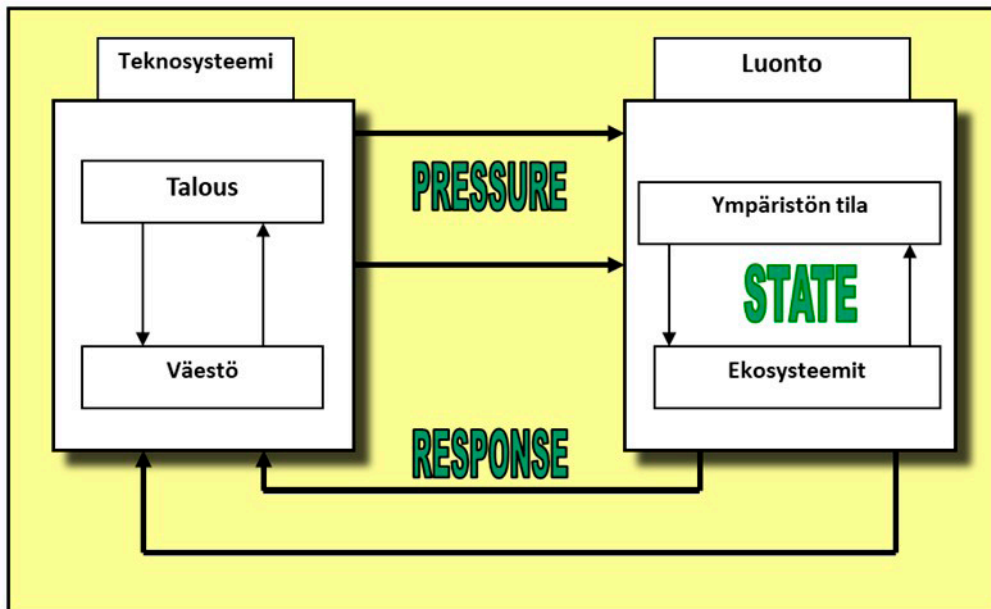 Teknosysteemi
Luonto
Talous
PRESSURE
Ympäristön tila
STATE
Väestö
Ekosysteemit
RESPONSE